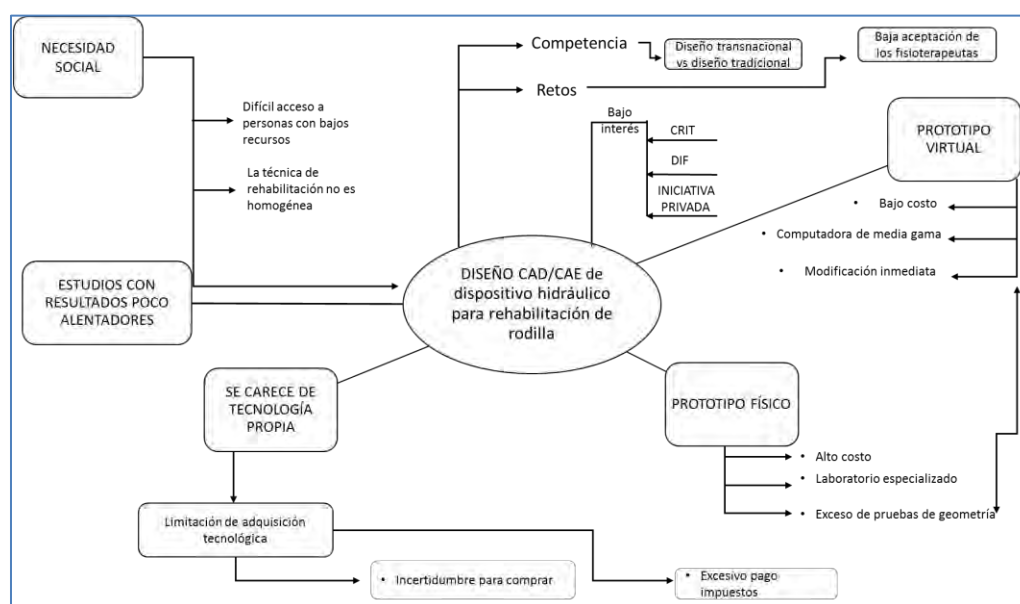 NECESIDAD
SOCIAL
Difícil acceso a
personas con bajos
recursos
La técnica de
rehabilitación no es
homogénea
ESTUDIOS CON
RESULTADOS POCO
ALENTADORES
Competencia
Diseño transnacional
vs diseño tradicional
Retos
Baja aceptación de
los fisioterapeutas
Bajo
interés
CRIT
DIF
INICIATIVA
PRIVADA
PROTOTIPO
VIRTUAL
• Bajo costo
• Computadora de media gama
• Modificación inmediata
DISEÑO CAD/CAE de
dispositivo hidráulico
para rehabilitación de
rodilla
SE CARECE DE
TECNOLOGÍA
PROPIA
PROTOTIPO FÍSICO
• Alto costo
• Laboratorio especializado
• Exceso de pruebas de geometría
Limitación de adquisición
tecnológica
• Incertidumbre para comprar
• Excesivo pago
impuestos